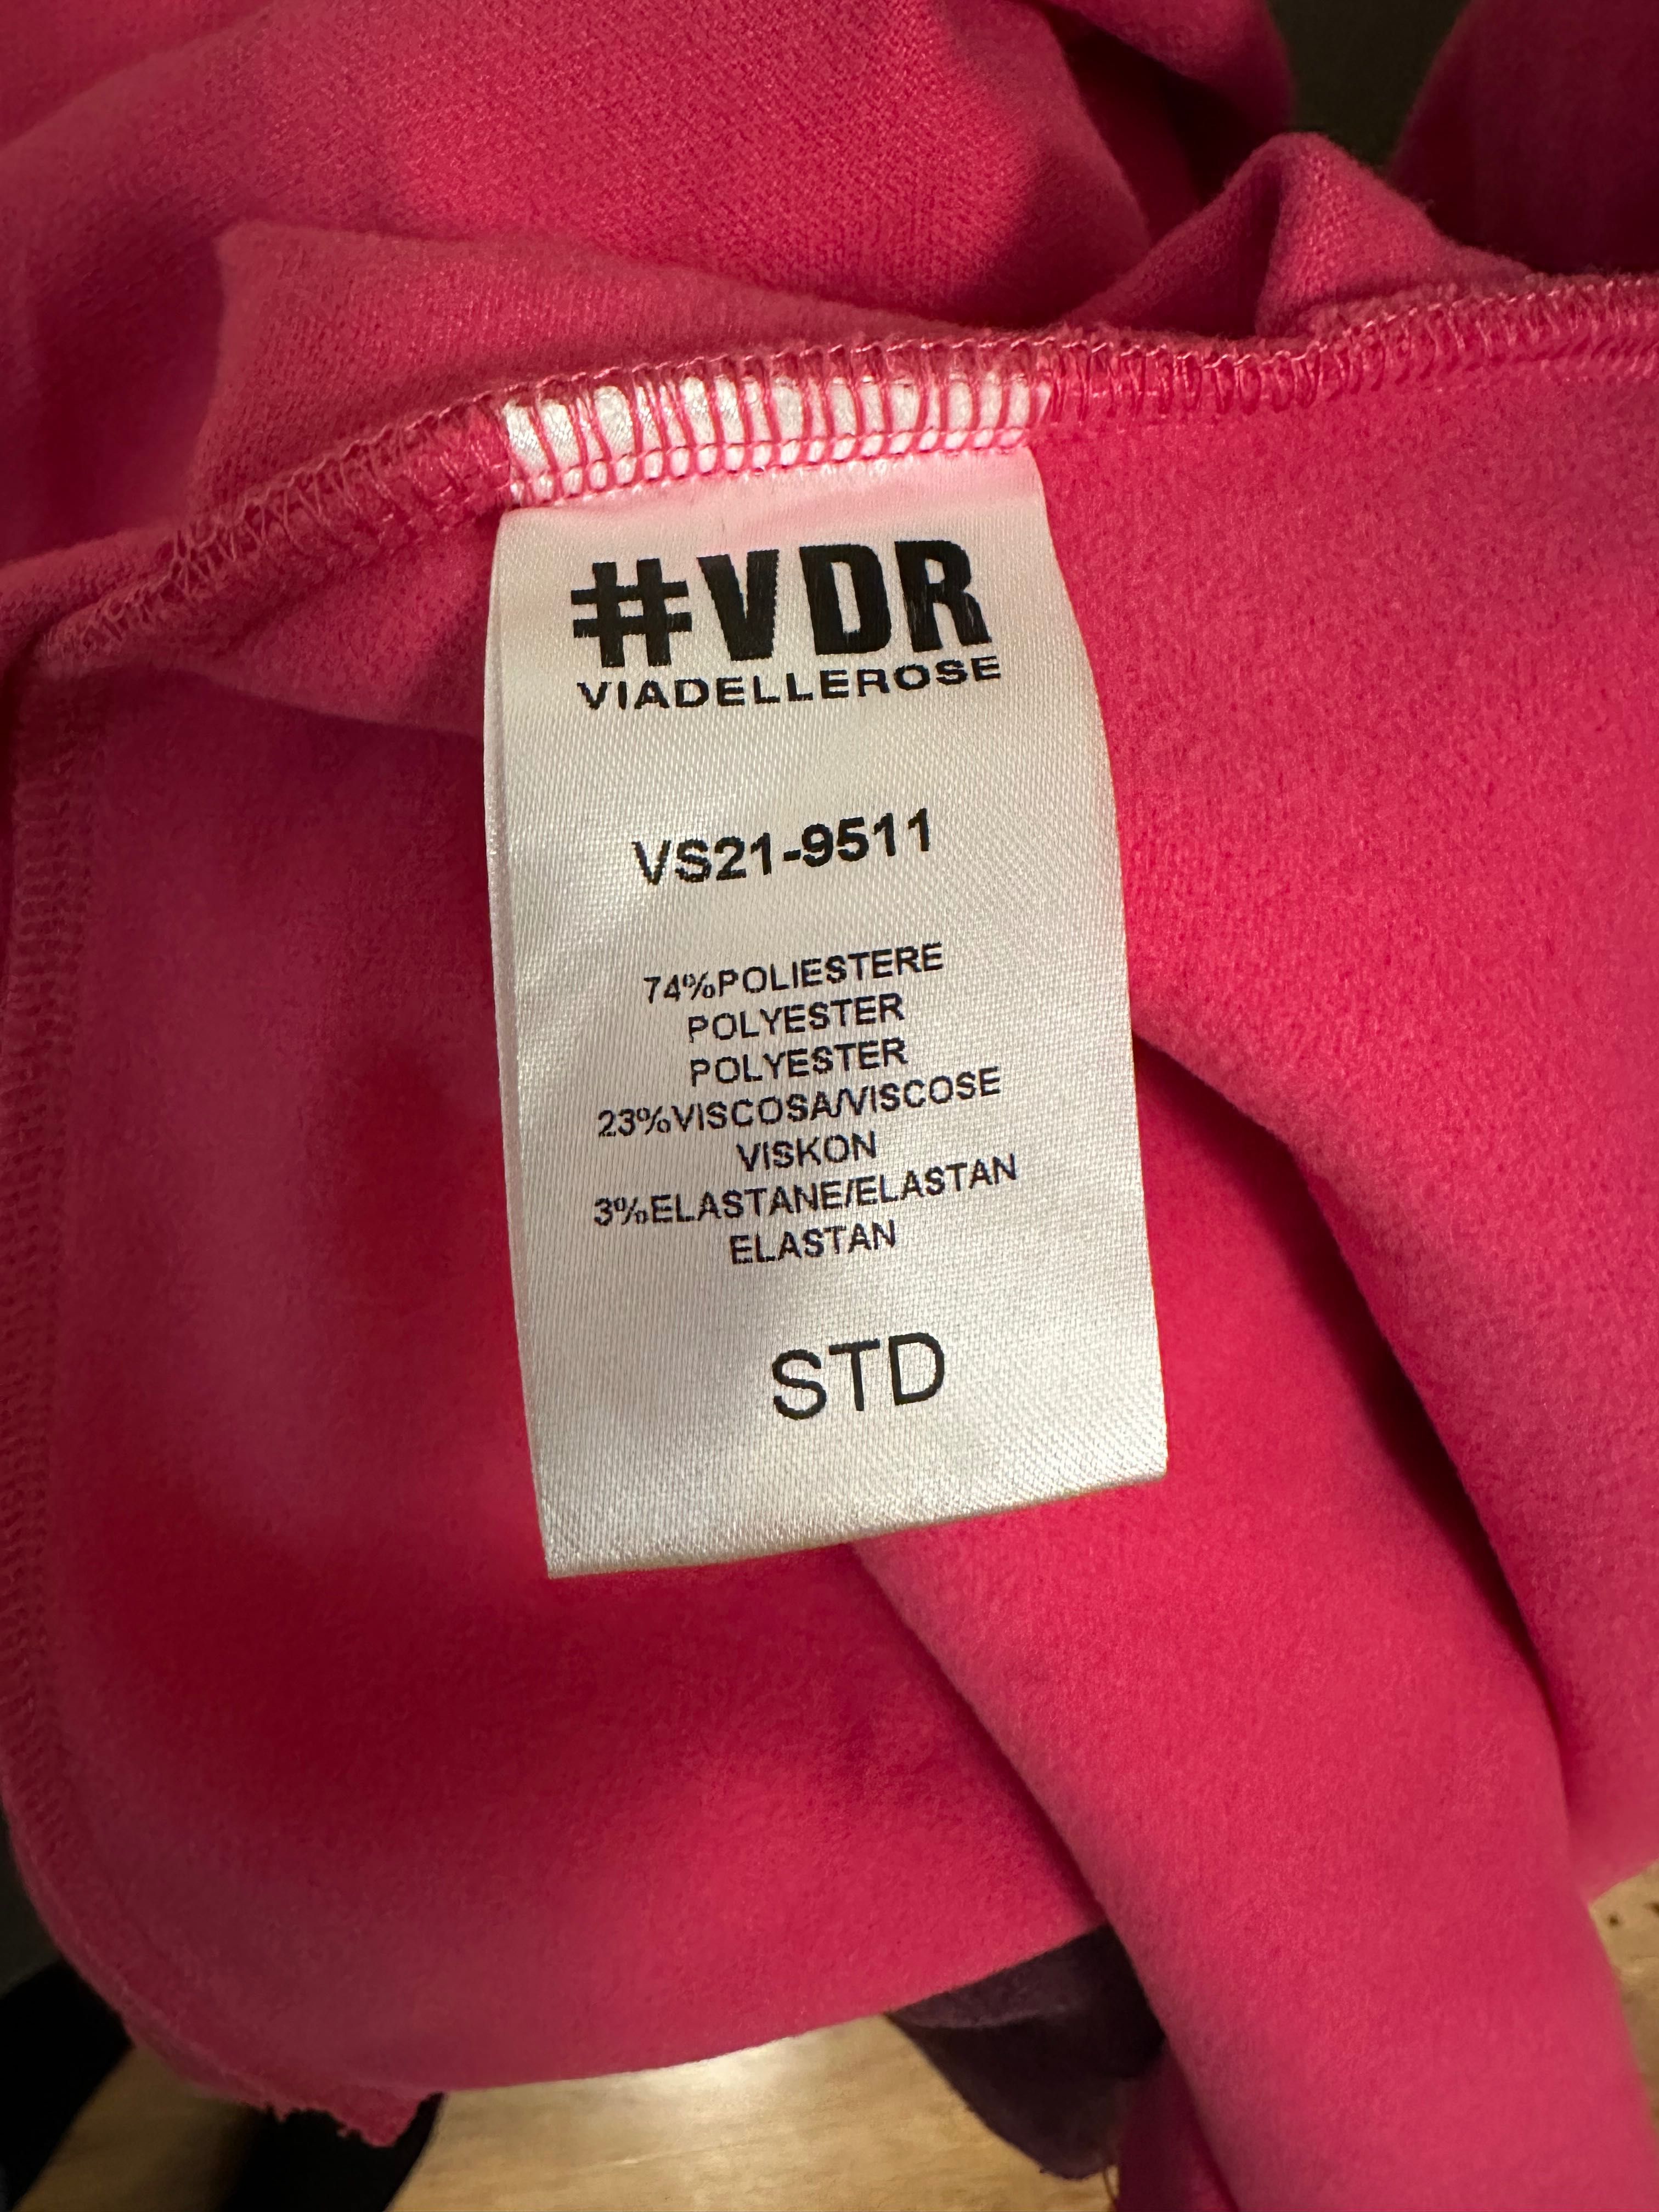 #VDR
VIADELLEROSE
VS21-9511
74%POLIESTERE
POLYESTER
POLYESTER
23%VISCOSA/VISCOSE
VISKON
3%ELASTANE/ELASTAN
ELASTAN
STD